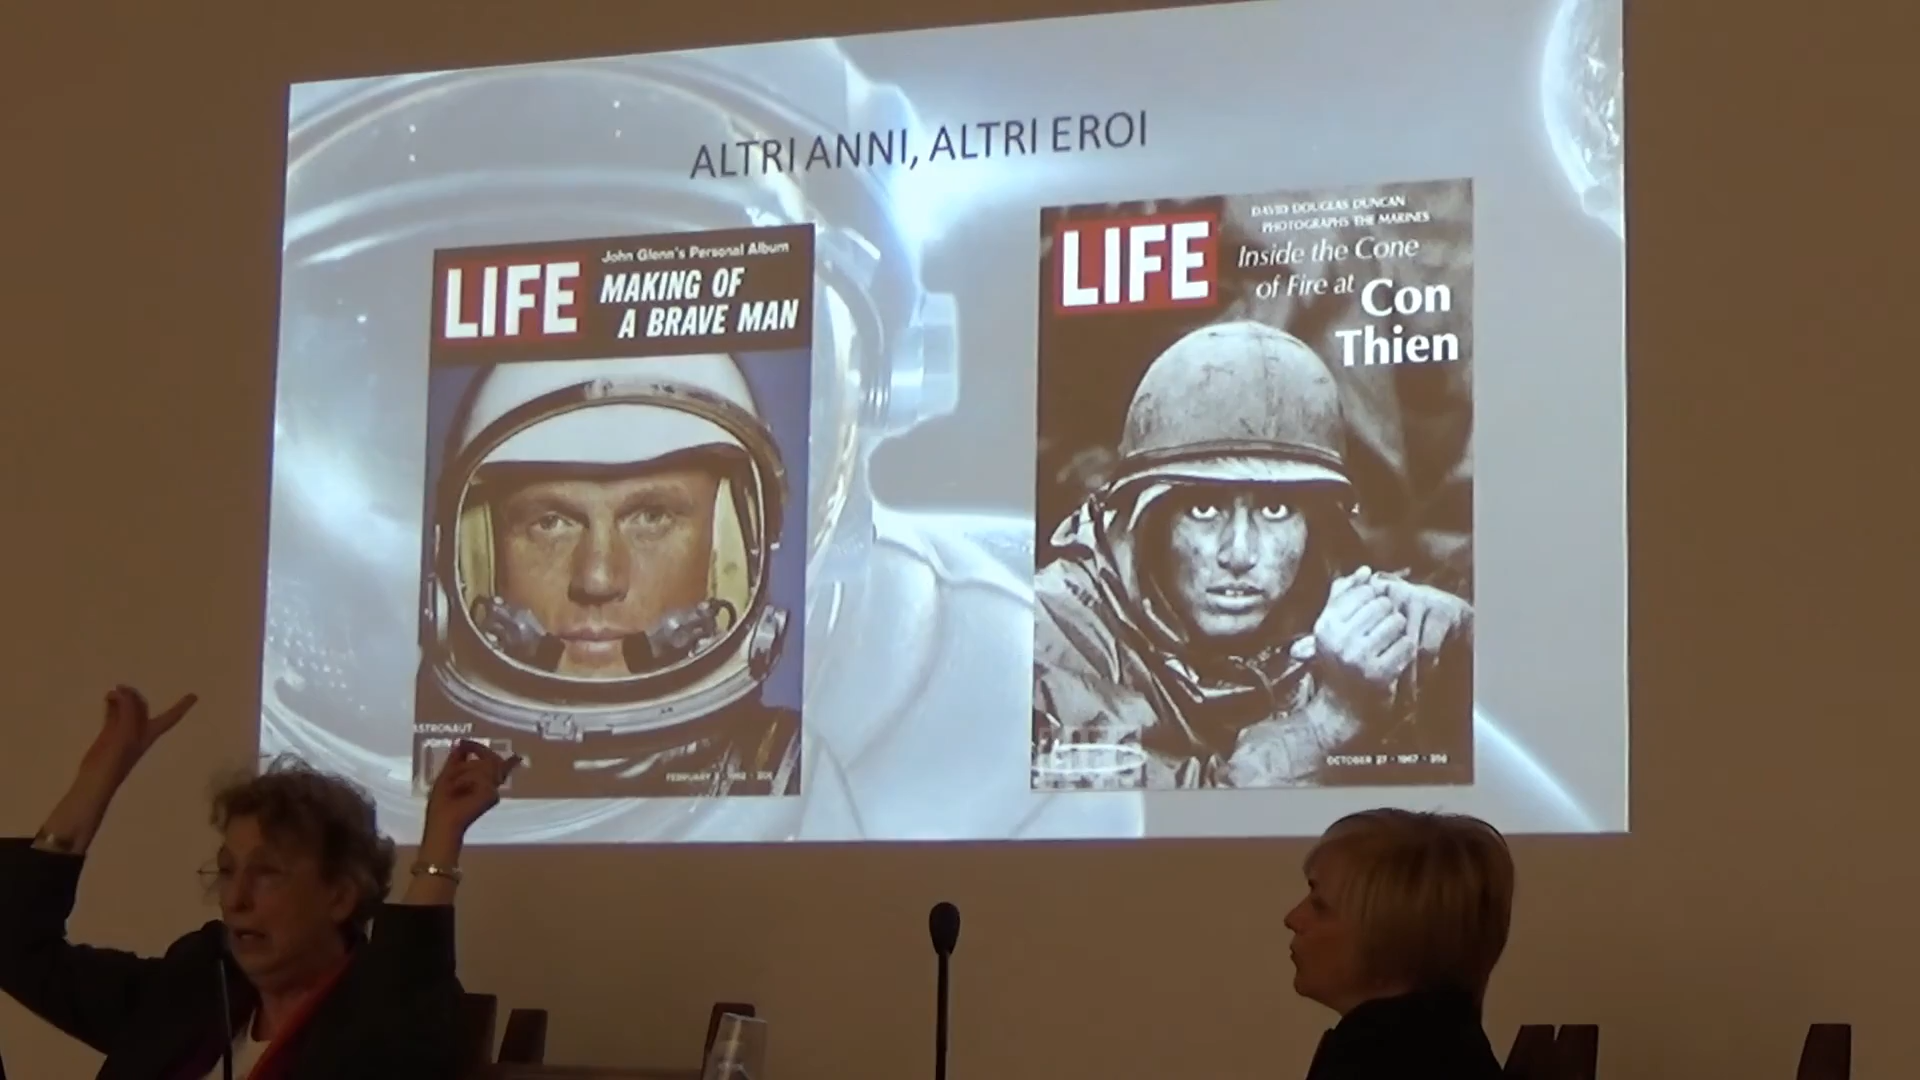 ALTRI ANNI, ALTRI EROI
John Glenn's Personal Album
LIFE
MAKING OF
A BRAVE MAN
ASTRONAUT
FEBRUARY
DAVID DOUGLAS DUNCAN
PHOTOGRAPHS THE MARINES
LIFE
Inside the Cone
of Fire at Con
Thien
OCTOBER 27 · 1967 ·